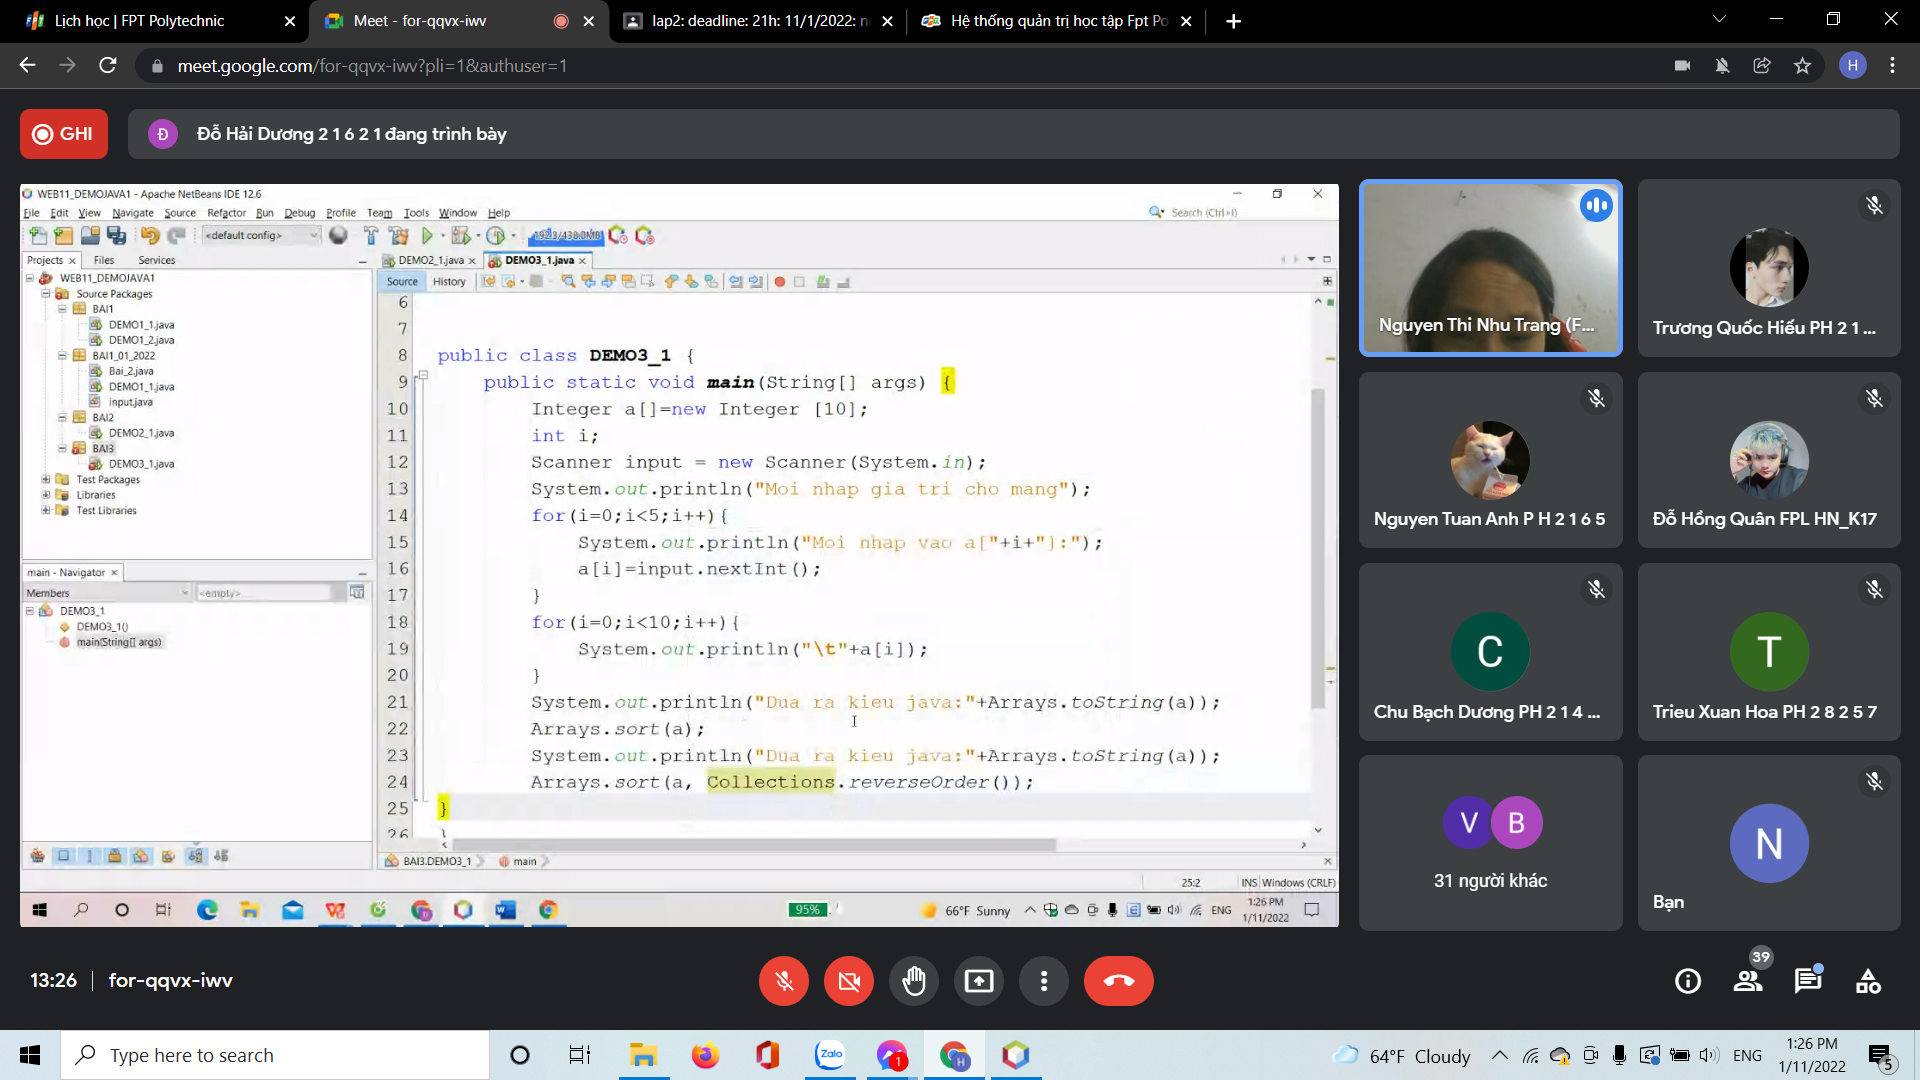 Lịch học | FPT Polytechnic
Meet - for-qqvx-iwv
lap2: deadline: 21h: 11/1/2022: n
Hệ thống quản trị học tập Fpt Po
meet.google.com/for-qqvx-iwv?pli=1&authuser=1
H
GHI
Đ
Đỗ Hải Dương 2 1 6 2 1 đang trình bày
WEB11_DEMOJAVA1 - Apache NetBeans IDE 12.6
File Edit View Navigate Source Refactor Run Debug Profile Team Tools Window Help
Search (Ctrl+I)
<default config>
192.3/438.0MB
Projects Files Services
DEMO2_1.java DEMO3_1.java
WEB11_DEMOJAVA1
Source Packages
BAI1
DEMO1_1.java
DEMO1_2.java
BAI1_01_2022
Bai_2.java
DEMO1_1.java
input.java
BAI2
DEMO2_1.java
BAI3
DEMO3_1.java
Test Packages
Libraries
Test Libraries
main - Navigator
Members <empty>
DEMO3_1
DEMO3_1()
main(String[] args)
Source History
6
7
8 public class DEMO3_1 {
9 public static void main(String[] args) {
10 Integer a[]=new Integer [10];
11 int i;
12 Scanner input = new Scanner(System.in);
13 System.out.println("Moi nhap gia tri cho mang");
14 for(i=0;i<5;i++){
15 System.out.println("Moi nhap vao a["+i+"]:");
16 a[i]=input.nextInt();
17 }
18 for(i=0;i<10;i++){
19 System.out.println("\t"+a[i]);
20 }
21 System.out.println("Dua ra kieu java:"+Arrays.toString(a));
22 Arrays.sort(a);
23 System.out.println("Dua ra kieu java:"+Arrays.toString(a));
24 Arrays.sort(a, Collections.reverseOrder());
25 }
26 }
BAI3.DEMO3_1 main
25:2 INS Windows (CRLF)
95%
66°F Sunny
ENG
1:26 PM
1/11/2022
Nguyen Thi Nhu Trang (F...
Trương Quốc Hiếu PH 2 1 ...
Nguyen Tuan Anh P H 2 1 6 5
Đỗ Hồng Quân FPL HN_K17
C
Chu Bạch Dương PH 2 1 4 ...
T
Trieu Xuan Hoa PH 2 8 2 5 7
V B
31 người khác
N
Bạn
13:26 | for-qqvx-iwv
39
Type here to search
Zalo
1
H
64°F Cloudy
ENG
1:26 PM
1/11/2022
5